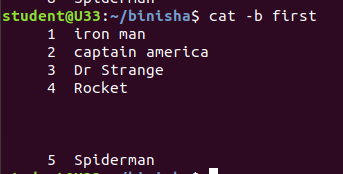 student@U33:~/binisha$ cat -b first
1 iron man
2 captain america
3 Dr Strange
4 Rocket
5 Spiderman